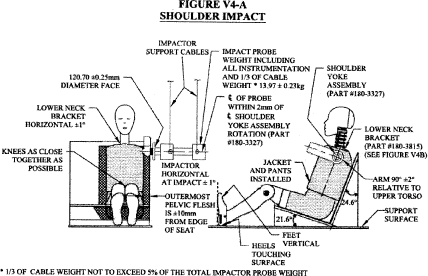 FIGURE V4-A
SHOULDER IMPACT
IMPACTOR
SUPPORT CABLES
120.70 ±0.25mm
DIAMETER FACE
LOWER NECK
BRACKET
HORIZONTAL ±1°
KNEES AS CLOSE
TOGETHER AS
POSSIBLE
IMPACTOR
HORIZONTAL
AT IMPACT ± 1°
OUTERMOST
PELVIC FLESH
IS ±10mm
FROM EDGE
OF SEAT
IMPACT PROBE
WEIGHT INCLUDING
ALL INSTRUMENTATION
AND 1/3 OF CABLE
WEIGHT * 13.97 ± 0.23kg
℄ OF PROBE
WITHIN 2mm OF
℄ SHOULDER
YOKE ASSEMBLY
ROTATION (PART
#180-3327)
SHOULDER
YOKE
ASSEMBLY
(PART #180-3327)
LOWER NECK
BRACKET
(PART #180-3815)
(SEE FIGURE V4B)
JACKET
AND PANTS
INSTALLED
ARM 90° ±2°
RELATIVE TO
UPPER TORSO
24.6°
21.6°
SUPPORT
SURFACE
FEET
VERTICAL
HEELS
TOUCHING
SURFACE
* 1/3 OF CABLE WEIGHT NOT TO EXCEED 5% OF THE TOTAL IMPACTOR PROBE WEIGHT